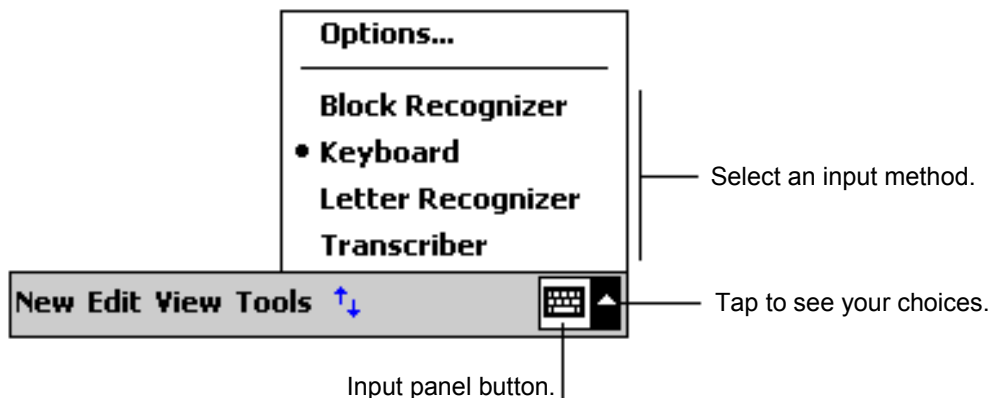 Options...
Block Recognizer
• Keyboard
Letter Recognizer
Transcriber
Select an input method.
New Edit View Tools
Tap to see your choices.
Input panel button.